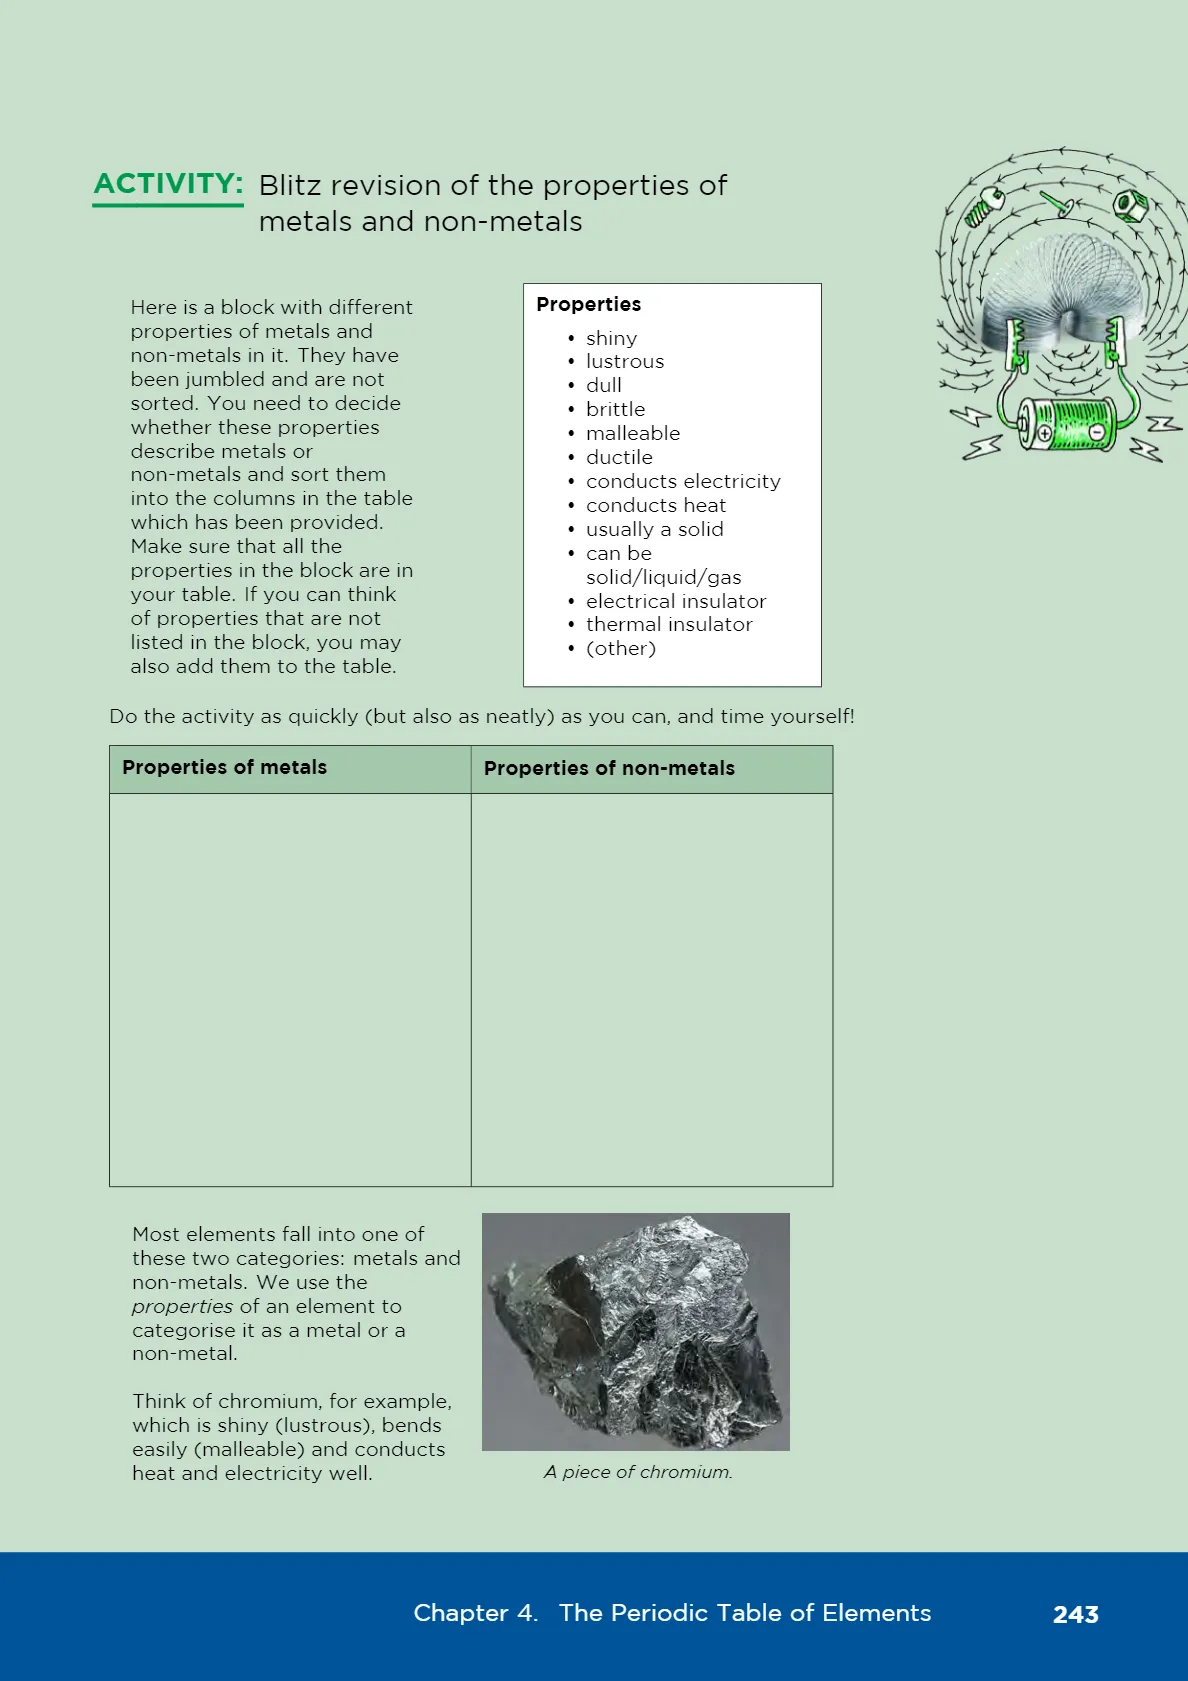 ACTIVITY: Blitz revision of the properties of
metals and non-metals
Here is a block with different
properties of metals and
non-metals in it. They have
been jumbled and are not
sorted. You need to decide
whether these properties
describe metals or
non-metals and sort them
into the columns in the table
which has been provided.
Make sure that all the
properties in the block are in
your table. If you can think
of properties that are not
listed in the block, you may
also add them to the table.
Properties
• shiny
• lustrous
• dull
• brittle
• malleable
• ductile
• conducts electricity
• conducts heat
• usually a solid
• can be
solid/liquid/gas
• electrical insulator
• thermal insulator
• (other)
Do the activity as quickly (but also as neatly) as you can, and time yourself!
Properties of metals
Properties of non-metals
Most elements fall into one of
these two categories: metals and
non-metals. We use the
properties of an element to
categorise it as a metal or a
non-metal.
Think of chromium, for example,
which is shiny (lustrous), bends
easily (malleable) and conducts
heat and electricity well.
A piece of chromium.
Chapter 4. The Periodic Table of Elements 243